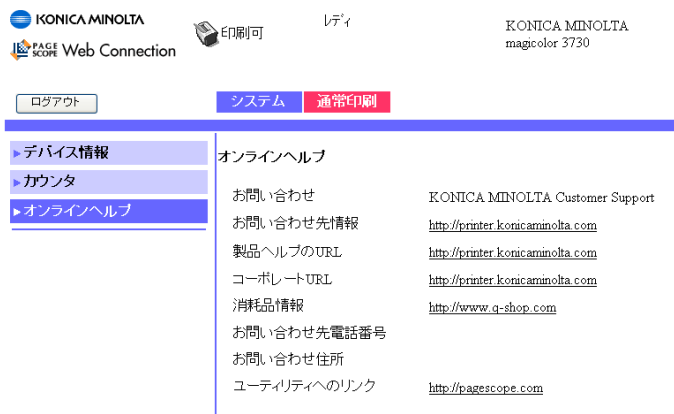 KONICA MINOLTA
PAGE SCOPE Web Connection
印刷可
レディ
KONICA MINOLTA
magicolor 3730
ログアウト
システム
通常印刷
デバイス情報
カウンタ
オンラインヘルプ
オンラインヘルプ
お問い合わせ KONICA MINOLTA Customer Support
お問い合わせ先情報 http://printer.konicaminolta.com
製品ヘルプのURL http://printer.konicaminolta.com
コーポレートURL http://printer.konicaminolta.com
消耗品情報 http://www.q-shop.com
お問い合わせ先電話番号
お問い合わせ住所
ユーティリティへのリンク http://pagescope.com